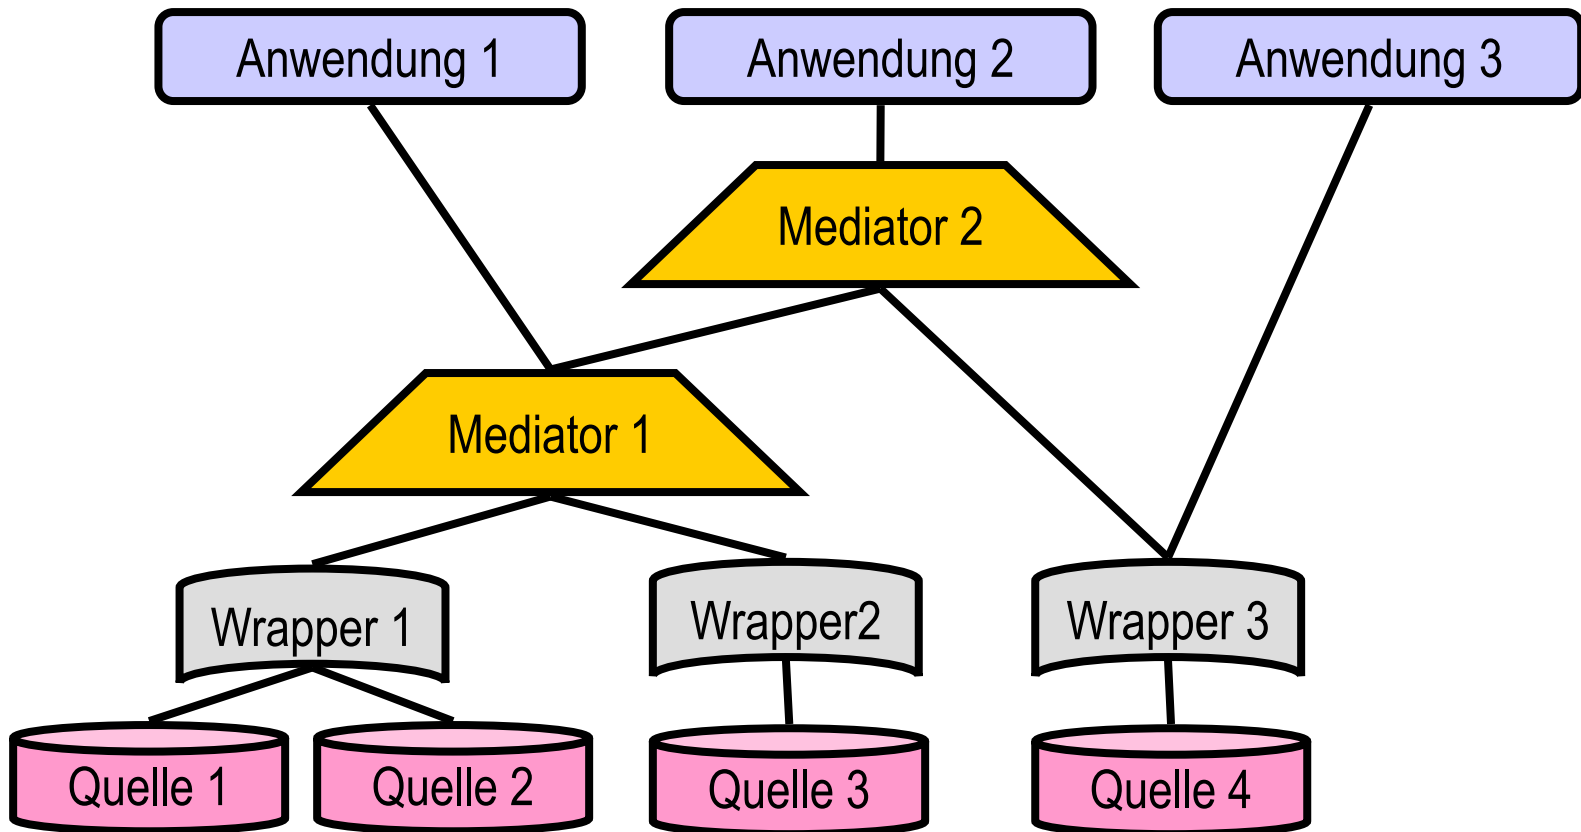 Anwendung 1
Anwendung 2
Anwendung 3
Mediator 2
Mediator 1
Wrapper 1
Wrapper2
Wrapper 3
Quelle 1
Quelle 2
Quelle 3
Quelle 4